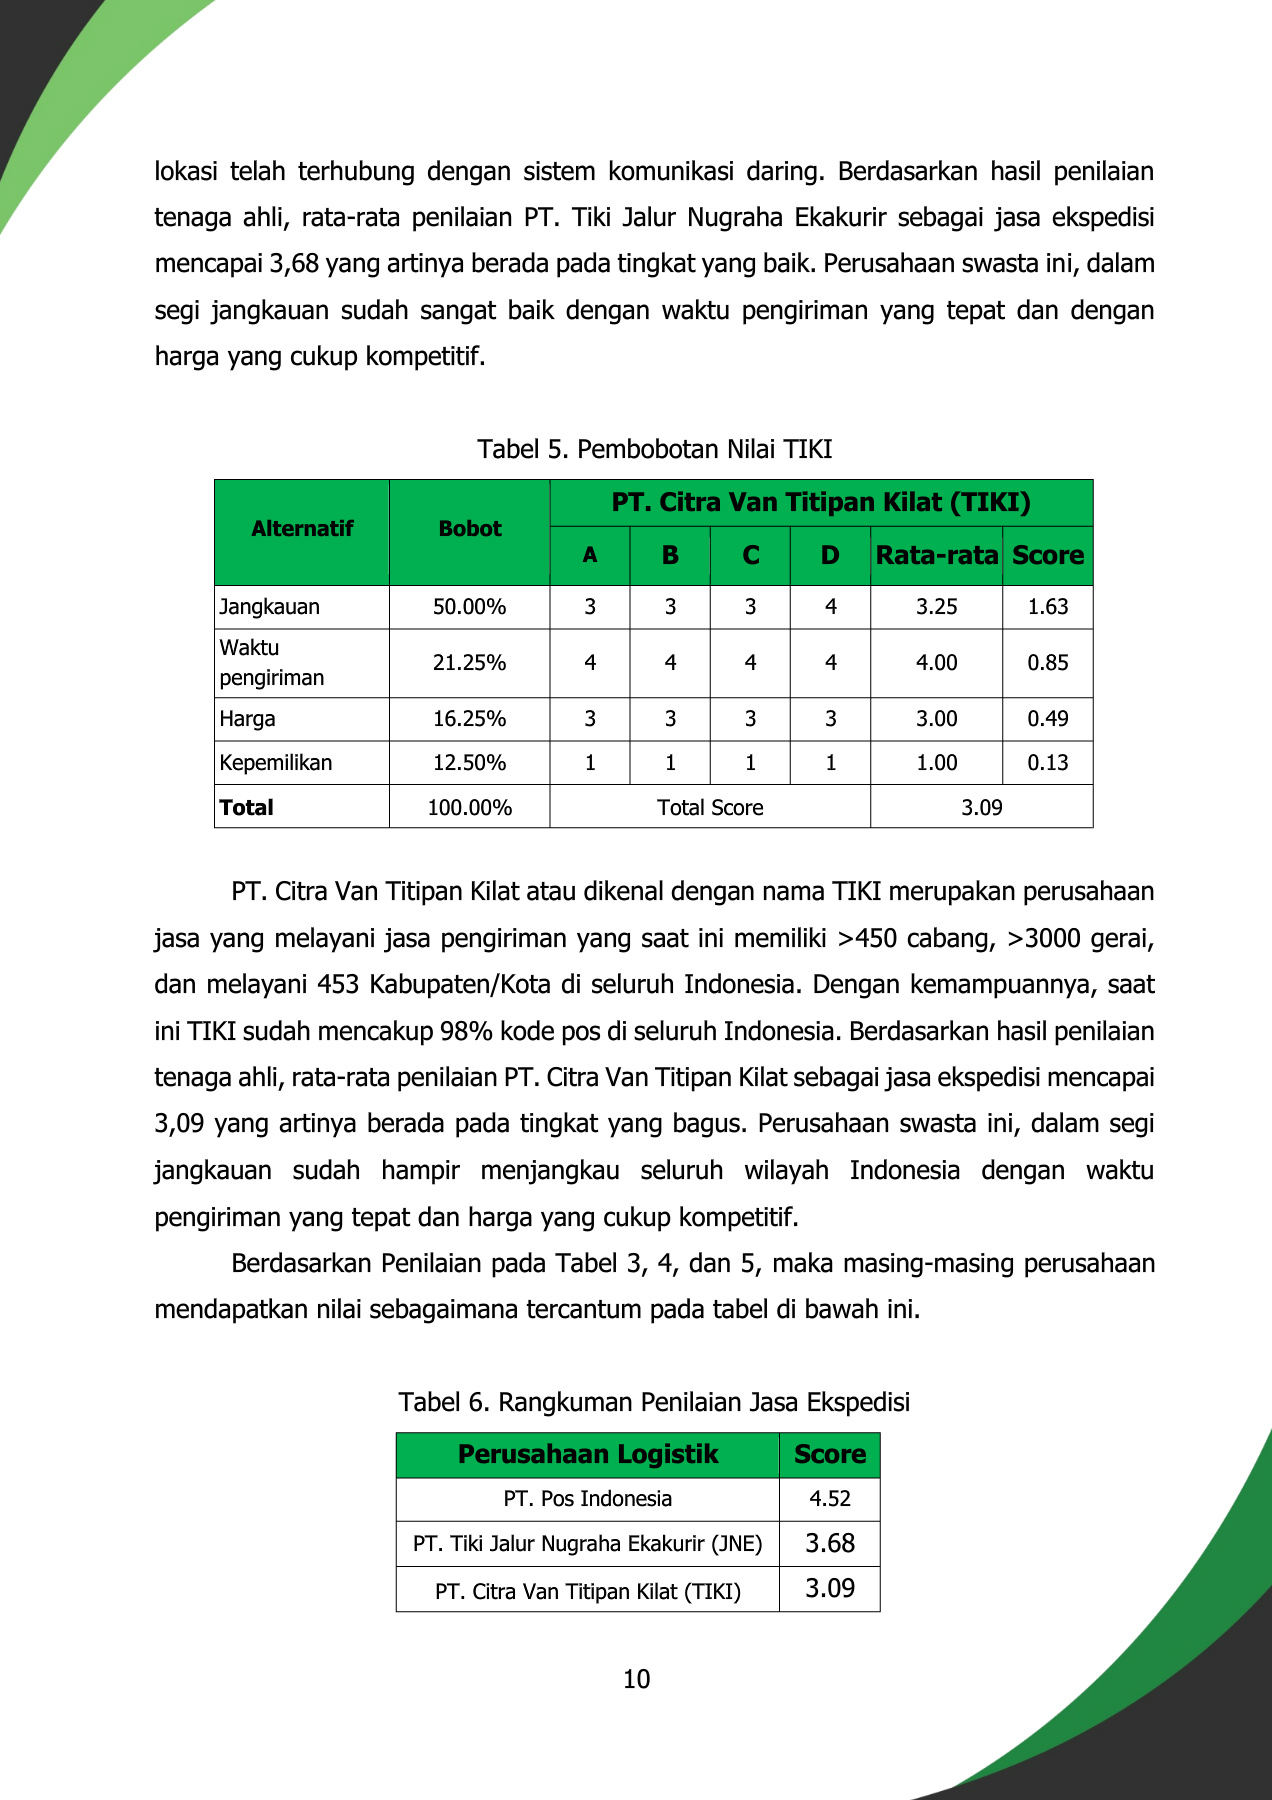 lokasi telah terhubung dengan sistem komunikasi daring. Berdasarkan hasil penilaian
tenaga ahli, rata-rata penilaian PT. Tiki Jalur Nugraha Ekakurir sebagai jasa ekspedisi
mencapai 3,68 yang artinya berada pada tingkat yang baik. Perusahaan swasta ini, dalam
segi jangkauan sudah sangat baik dengan waktu pengiriman yang tepat dan dengan
harga yang cukup kompetitif.
Tabel 5. Pembobotan Nilai TIKI
Alternatif Bobot PT. Citra Van Titipan Kilat (TIKI)
A B C D Rata-rata Score
Jangkauan 50.00% 3 3 3 4 3.25 1.63
Waktu
pengiriman 21.25% 4 4 4 4 4.00 0.85
Harga 16.25% 3 3 3 3 3.00 0.49
Kepemilikan 12.50% 1 1 1 1 1.00 0.13
Total 100.00% Total Score 3.09
PT. Citra Van Titipan Kilat atau dikenal dengan nama TIKI merupakan perusahaan
jasa yang melayani jasa pengiriman yang saat ini memiliki >450 cabang, >3000 gerai,
dan melayani 453 Kabupaten/Kota di seluruh Indonesia. Dengan kemampuannya, saat
ini TIKI sudah mencakup 98% kode pos di seluruh Indonesia. Berdasarkan hasil penilaian
tenaga ahli, rata-rata penilaian PT. Citra Van Titipan Kilat sebagai jasa ekspedisi mencapai
3,09 yang artinya berada pada tingkat yang bagus. Perusahaan swasta ini, dalam segi
jangkauan sudah hampir menjangkau seluruh wilayah Indonesia dengan waktu
pengiriman yang tepat dan harga yang cukup kompetitif.
Berdasarkan Penilaian pada Tabel 3, 4, dan 5, maka masing-masing perusahaan
mendapatkan nilai sebagaimana tercantum pada tabel di bawah ini.
Tabel 6. Rangkuman Penilaian Jasa Ekspedisi
Perusahaan Logistik Score
PT. Pos Indonesia 4.52
PT. Tiki Jalur Nugraha Ekakurir (JNE) 3.68
PT. Citra Van Titipan Kilat (TIKI) 3.09
10